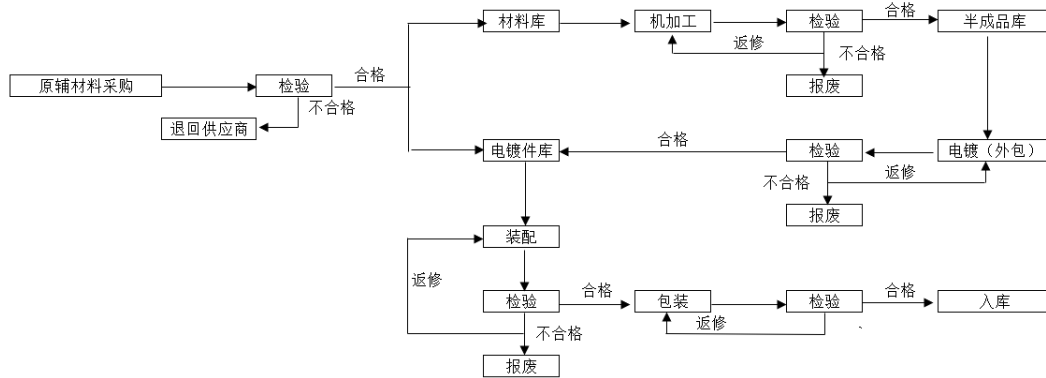 材料库
机加工
检验
合格
半成品库
返修
不合格
原辅材料采购
检验
合格
报废
不合格
退回供应商
电镀件库
合格
检验
电镀（外包）
不合格
返修
报废
装配
返修
检验
合格
包装
检验
合格
入库
不合格
返修
报废